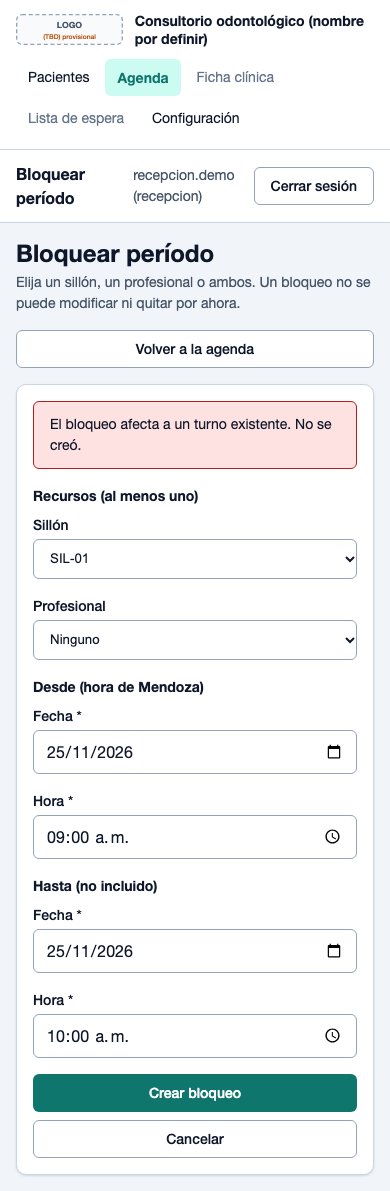 LOGO
(TBD) provisional
Consultorio odontológico (nombre
por definir)
Pacientes
Agenda
Ficha clínica
Lista de espera
Configuración
Bloquear
período
recepcion.demo
(recepcion)
Cerrar sesión
Bloquear período
Elija un sillón, un profesional o ambos. Un bloqueo no se
puede modificar ni quitar por ahora.
Volver a la agenda
El bloqueo afecta a un turno existente. No se
creó.
Recursos (al menos uno)
Sillón
SIL-01
Profesional
Ninguno
Desde (hora de Mendoza)
Fecha *
25/11/2026
Hora *
09:00 a. m.
Hasta (no incluido)
Fecha *
25/11/2026
Hora *
10:00 a. m.
Crear bloqueo
Cancelar